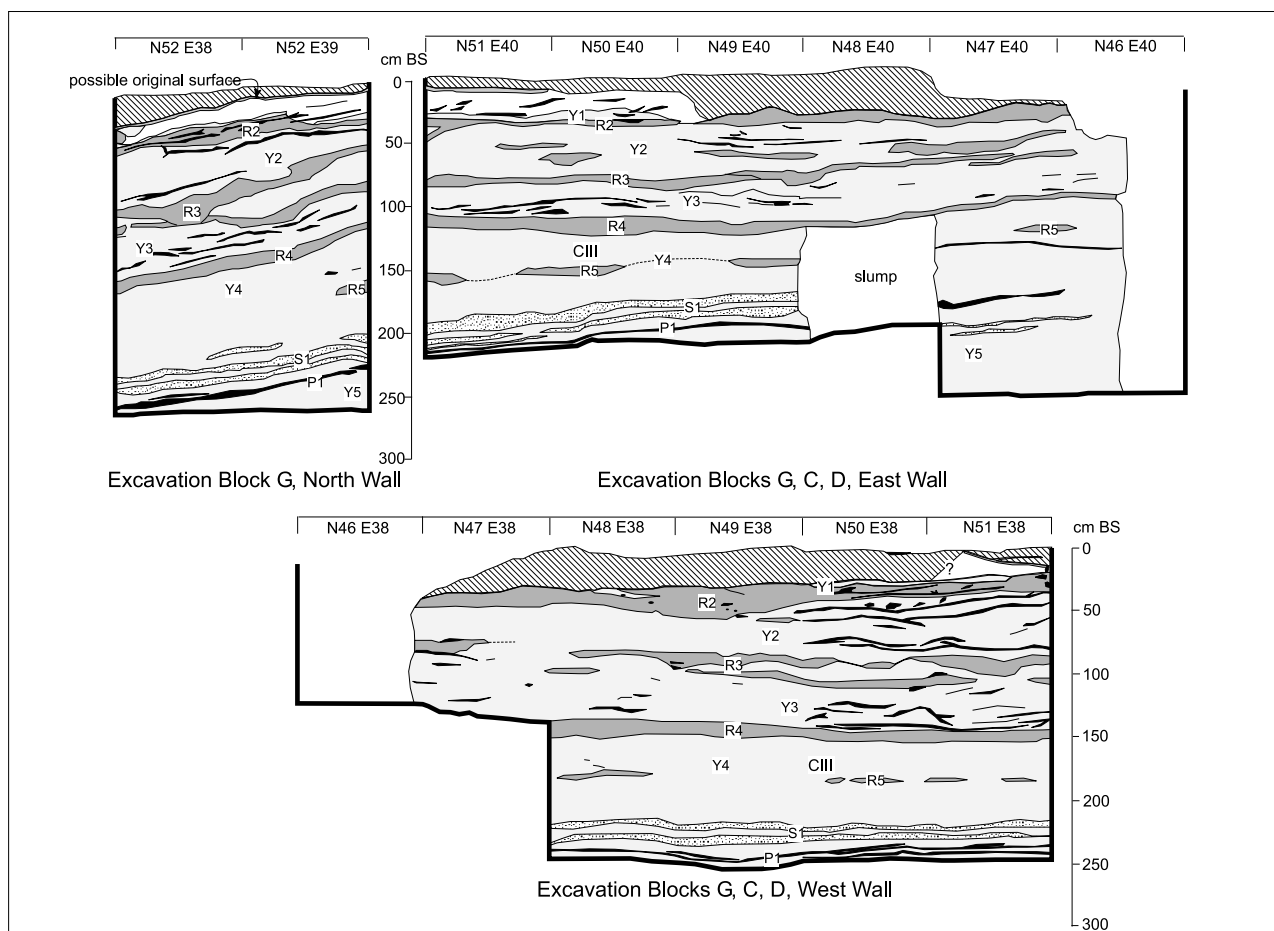 N52 E38 N52 E39
cm BS
N51 E40 N50 E40 N49 E40 N48 E40 N47 E40 N46 E40
possible original surface
0
50
100
150
200
250
300
R2
Y2
R3
Y3
R4
Y4
R5
S1
P1
Y5
Y1
R2
Y2
R3
Y3
R4
CIII
Y4
R5
S1
P1
slump
R5
Y5
Excavation Block G, North Wall
Excavation Blocks G, C, D, East Wall
N46 E38 N47 E38 N48 E38 N49 E38 N50 E38 N51 E38
cm BS
0
50
100
150
200
250
300
?
Y1
R2
Y2
R3
Y3
R4
Y4
CIII
R5
S1
P1
Excavation Blocks G, C, D, West Wall